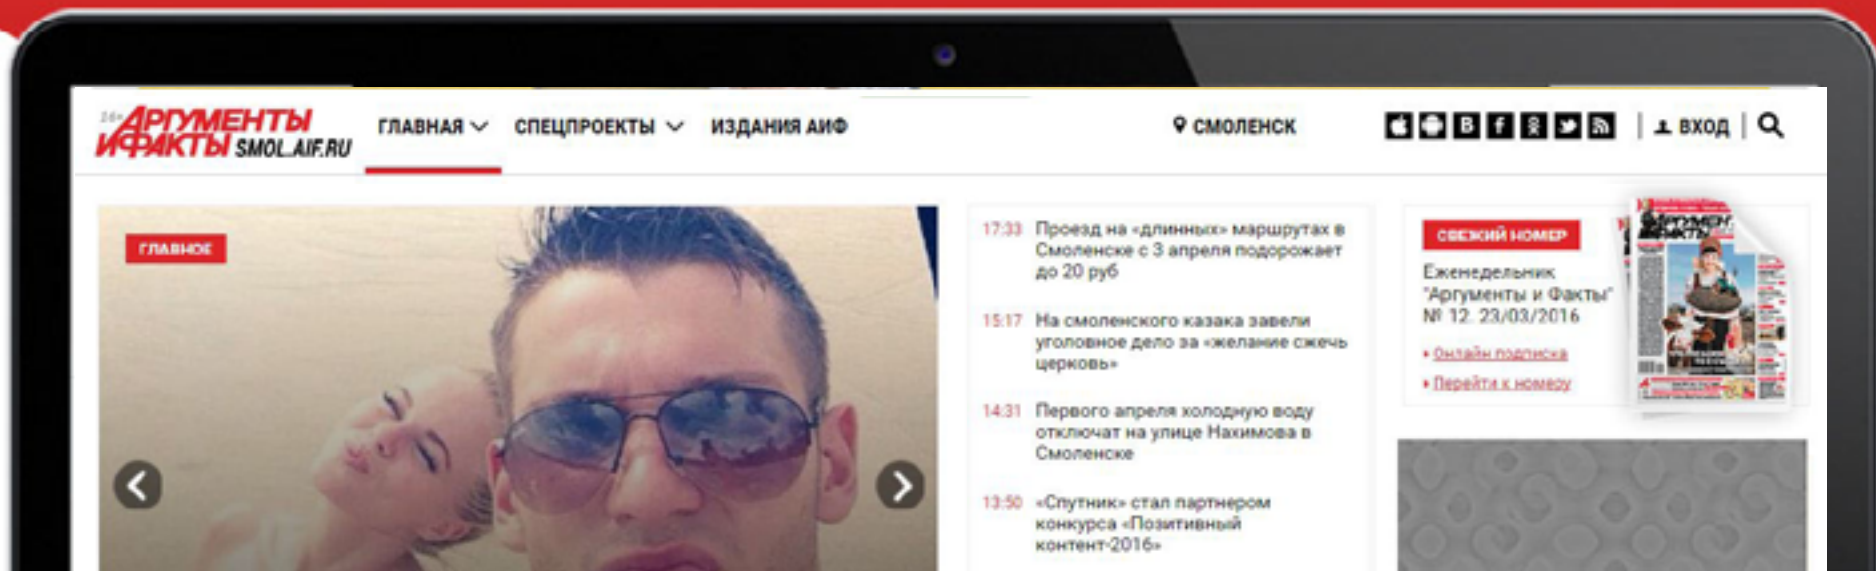 16+
АРГУМЕНТЫ
И ФАКТЫ SMOL.AIF.RU
ГЛАВНАЯ
СПЕЦПРОЕКТЫ
ИЗДАНИЯ АИФ
СМОЛЕНСК
ВХОД
ГЛАВНОЕ
17:33 Проезд на «длинных» маршрутах в
Смоленске с 3 апреля подорожает
до 20 руб
15:17 На смоленского казака завели
уголовное дело за «желание сжечь
церковь»
14:31 Первого апреля холодную воду
отключат на улице Нахимова в
Смоленске
13:50 «Спутник» стал партнером
конкурса «Позитивный
контент-2016»
СВЕЖИЙ НОМЕР
Еженедельник
"Аргументы и Факты"
№ 12. 23/03/2016
Онлайн подписка
Перейти к номеру